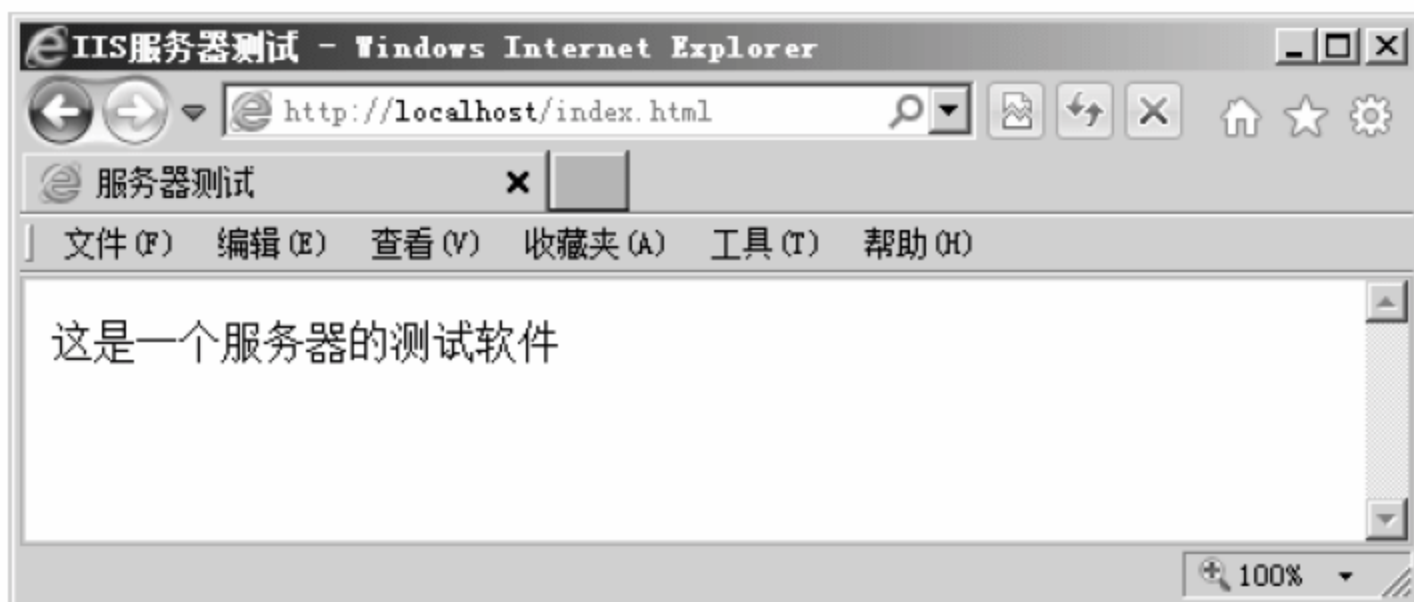 IIS服务器测试 - Windows Internet Explorer
http://localhost/index.html
服务器测试
文件(F) 编辑(E) 查看(V) 收藏夹(A) 工具(T) 帮助(H)
这是一个服务器的测试软件
100%